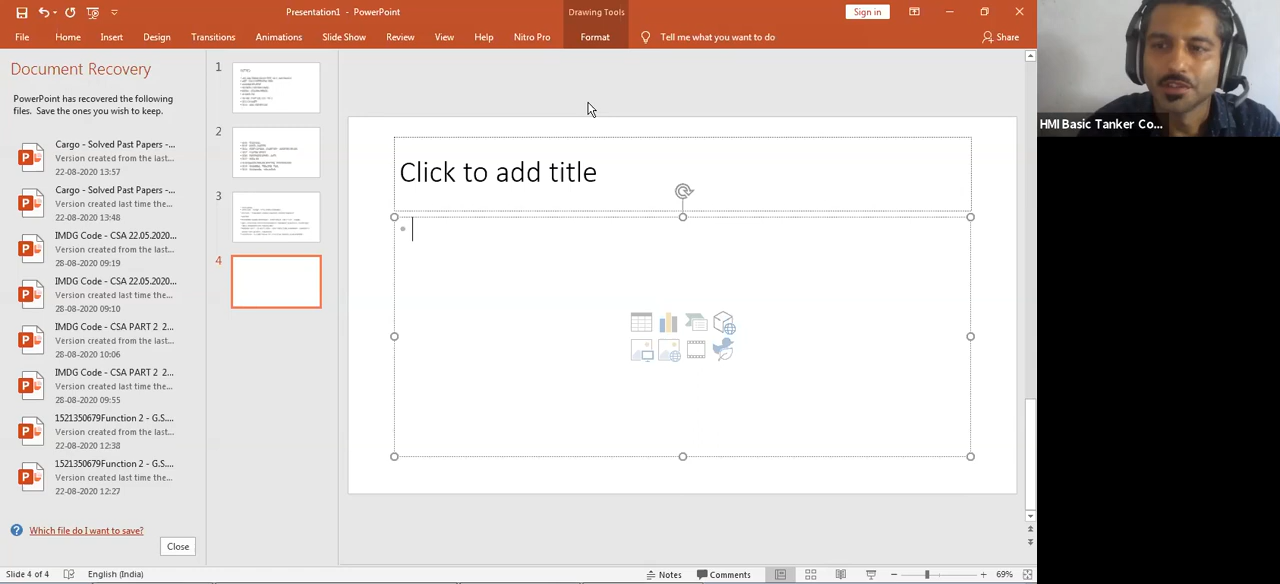 Presentation1 - PowerPoint
Drawing Tools
Sign in
File
Home
Insert
Design
Transitions
Animations
Slide Show
Review
View
Help
Nitro Pro
Format
Tell me what you want to do
Share
Document Recovery
PowerPoint has recovered the following
files. Save the ones you wish to keep.
Cargo - Solved Past Papers -...
Version created from the last...
22-08-2020 13:57
Cargo - Solved Past Papers -...
Version created from the last...
22-08-2020 13:48
IMDG Code - CSA 22.05.2020...
Version created last time the...
28-08-2020 09:19
IMDG Code - CSA 22.05.2020...
Version created last time the...
28-08-2020 09:10
IMDG Code - CSA PART 2 2...
Version created last time the...
28-08-2020 10:06
IMDG Code - CSA PART 2 2...
Version created last time the...
28-08-2020 09:55
1521350679Function 2 - G.S....
Version created from the last...
22-08-2020 12:38
1521350679Function 2 - G.S....
Version created from the last...
22-08-2020 12:27
Which file do I want to save?
Close
1
2
3
4
Click to add title
HMI Basic Tanker Co...
Slide 4 of 4
English (India)
Notes
Comments
69%